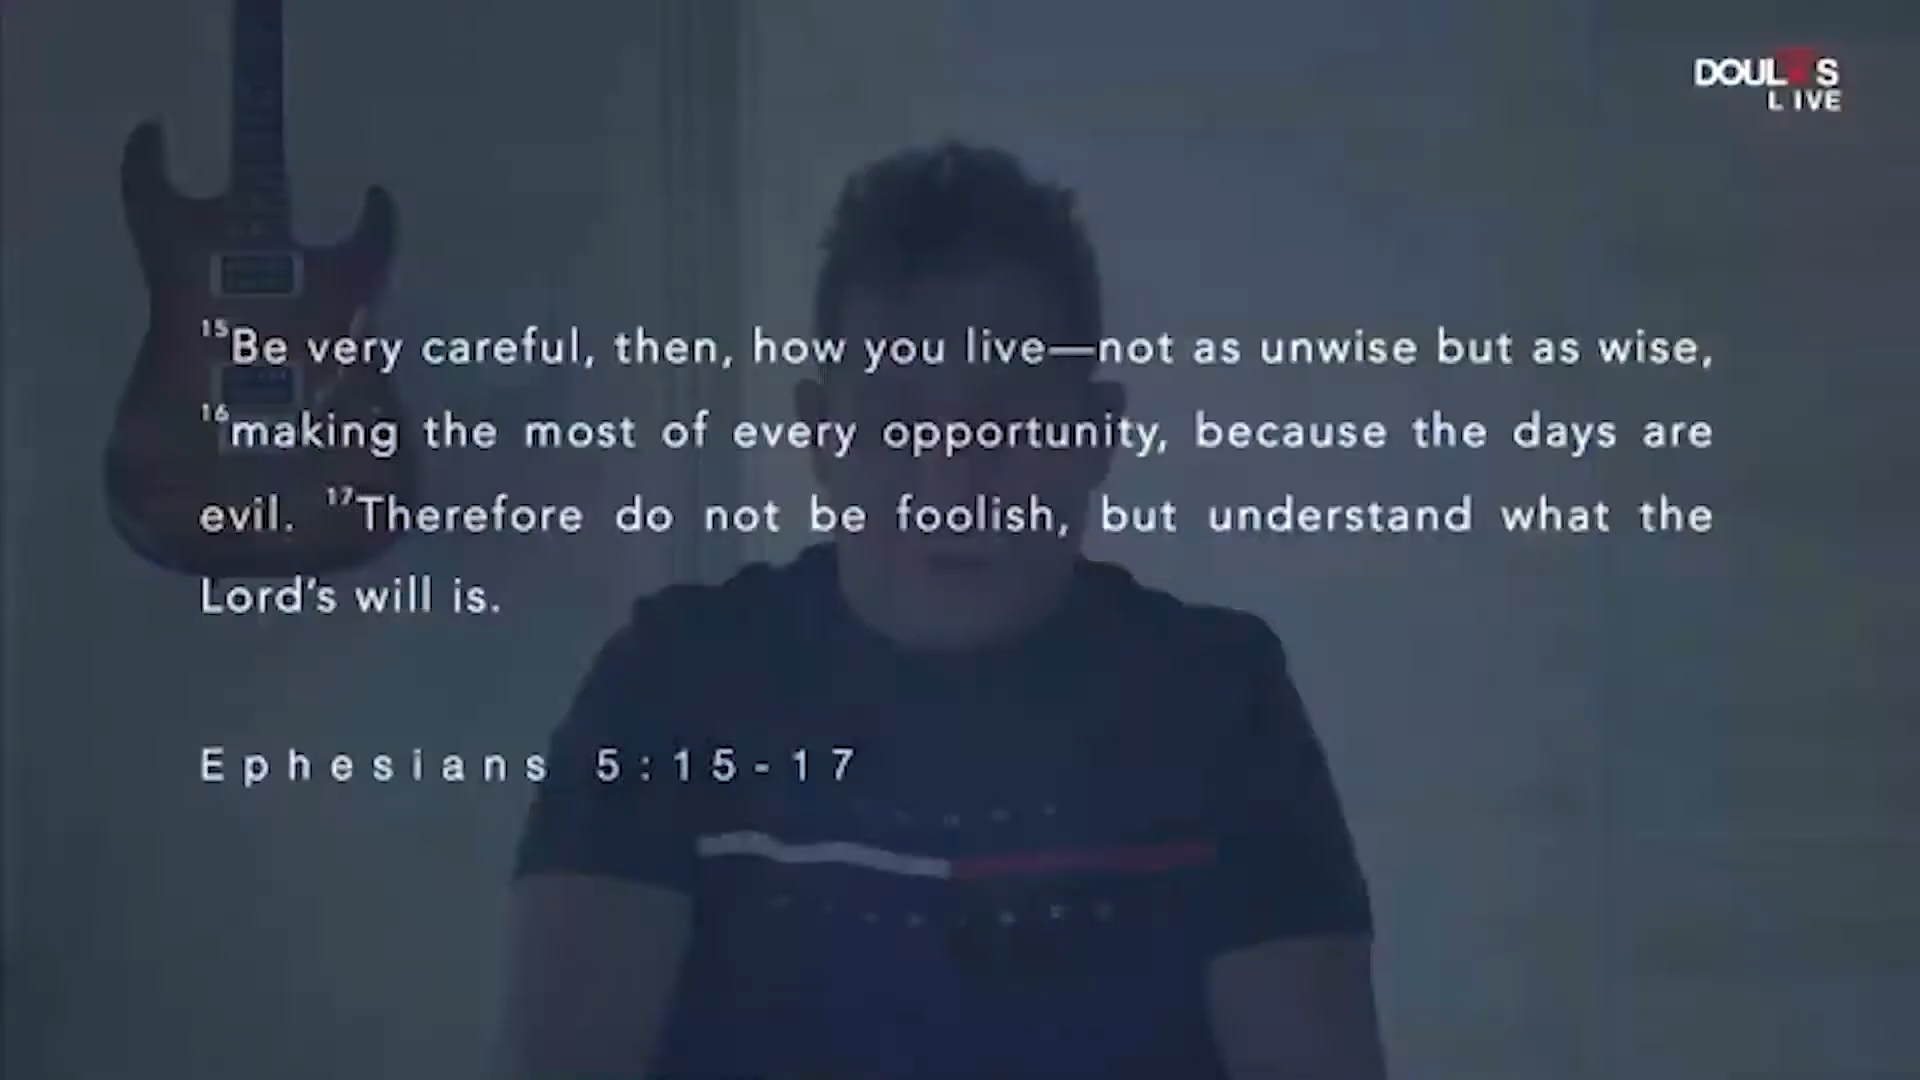 DOULOS
LIVE
¹⁵Be very careful, then, how you live—not as unwise but as wise,
¹⁶making the most of every opportunity, because the days are
evil. ¹⁷Therefore do not be foolish, but understand what the
Lord’s will is.
Ephesians 5:15-17